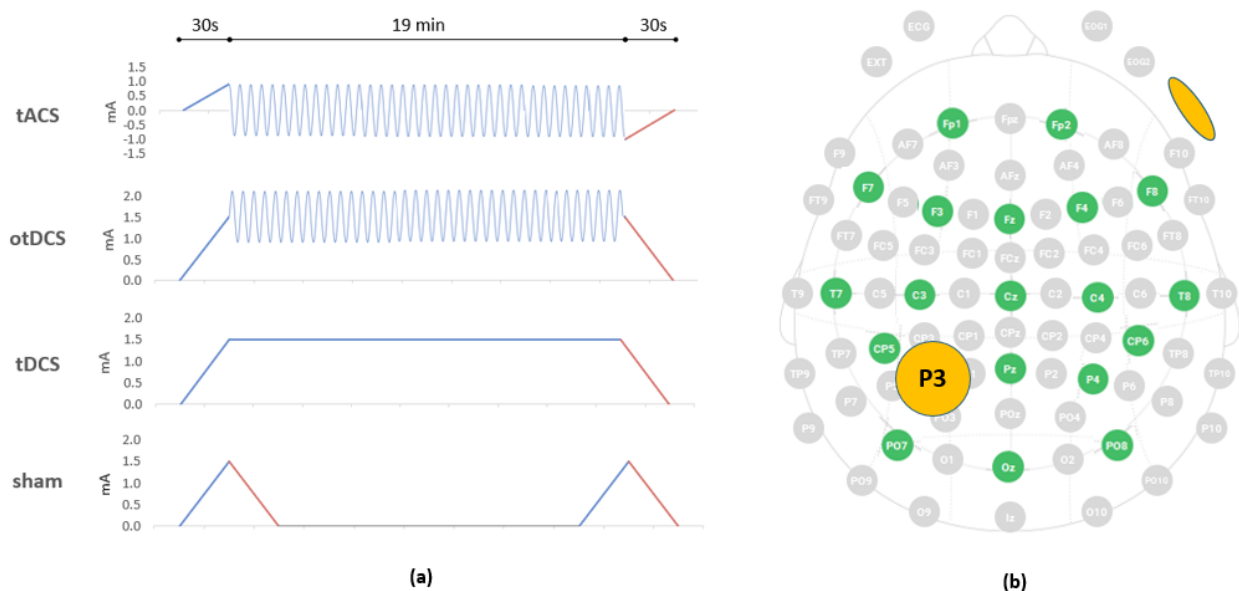 30s 19 min 30s
tACS
mA
1.5
1.0
0.5
0.0
-0.5
-1.0
-1.5
otDCS
mA
2.0
1.5
1.0
0.5
0.0
tDCS
mA
2.0
1.5
1.0
0.5
0.0
sham
mA
2.0
1.5
1.0
0.5
0.0
(a)
ECG EOG1
EXT EOG2
Fp1 Fpz Fp2
F9 AF7 AF8 F10
AF3 AFz AF4
F7 F8
FT9 F5 F3 F1 Fz F2 F4 F6 FT10
FT7 FC5 FC3 FC1 FCz FC2 FC4 FC6 FT8
T9 T7 C5 C3 C1 Cz C2 C4 C6 T8 T10
CP5 CP3 CP1 CPz CP2 CP4 CP6
TP7 TP8
TP9 P3 Pz P2 P4 P6 TP10
P7 P8
P9 PO3 POz PO4 P10
PO7 PO8
O1 Oz O2
PO9 PO10
O9 Iz O10
(b)